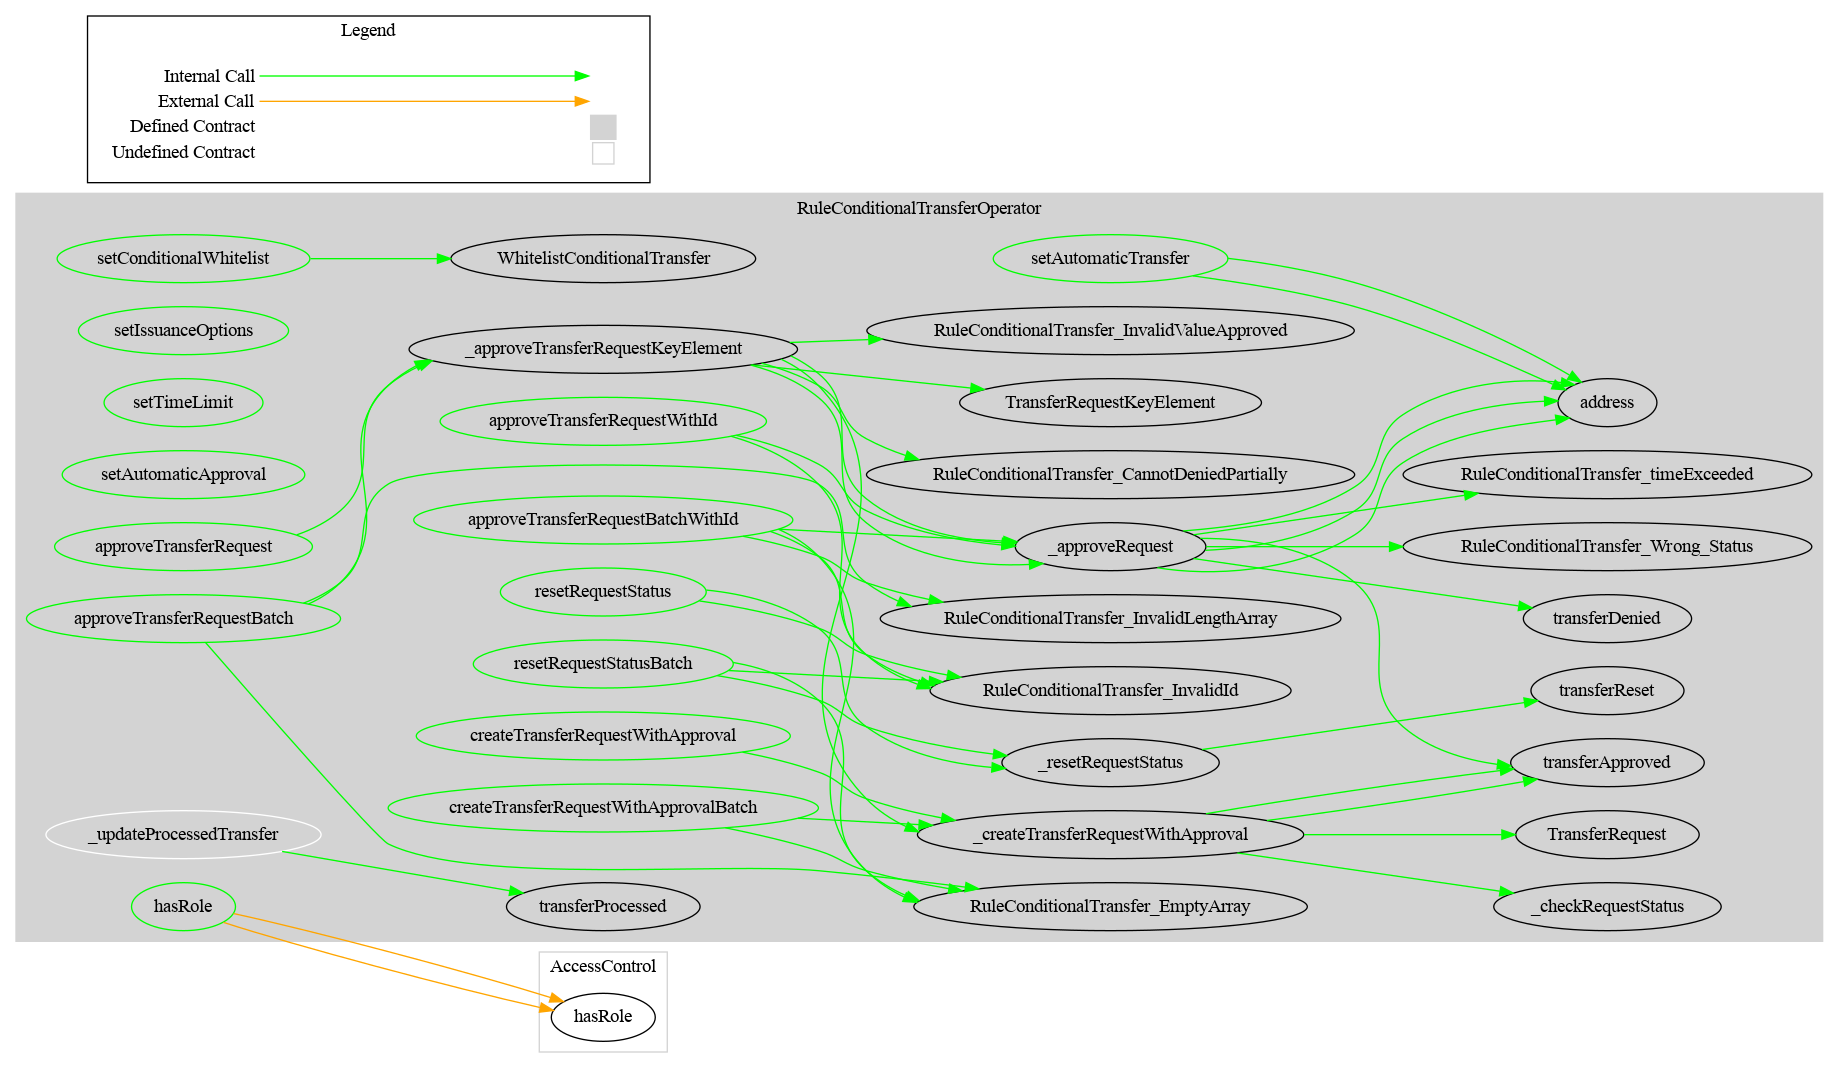 Legend
Internal Call
External Call
Defined Contract
Undefined Contract
RuleConditionalTransferOperator
setConditionalWhitelist
setIssuanceOptions
setTimeLimit
setAutomaticApproval
approveTransferRequest
approveTransferRequestBatch
_updateProcessedTransfer
hasRole
WhitelistConditionalTransfer
_approveTransferRequestKeyElement
approveTransferRequestWithId
approveTransferRequestBatchWithId
resetRequestStatus
resetRequestStatusBatch
createTransferRequestWithApproval
createTransferRequestWithApprovalBatch
transferProcessed
setAutomaticTransfer
RuleConditionalTransfer_InvalidValueApproved
TransferRequestKeyElement
RuleConditionalTransfer_CannotDeniedPartially
_approveRequest
RuleConditionalTransfer_InvalidLengthArray
RuleConditionalTransfer_InvalidId
_resetRequestStatus
_createTransferRequestWithApproval
RuleConditionalTransfer_EmptyArray
address
RuleConditionalTransfer_timeExceeded
RuleConditionalTransfer_Wrong_Status
transferDenied
transferReset
transferApproved
TransferRequest
_checkRequestStatus
AccessControl
hasRole